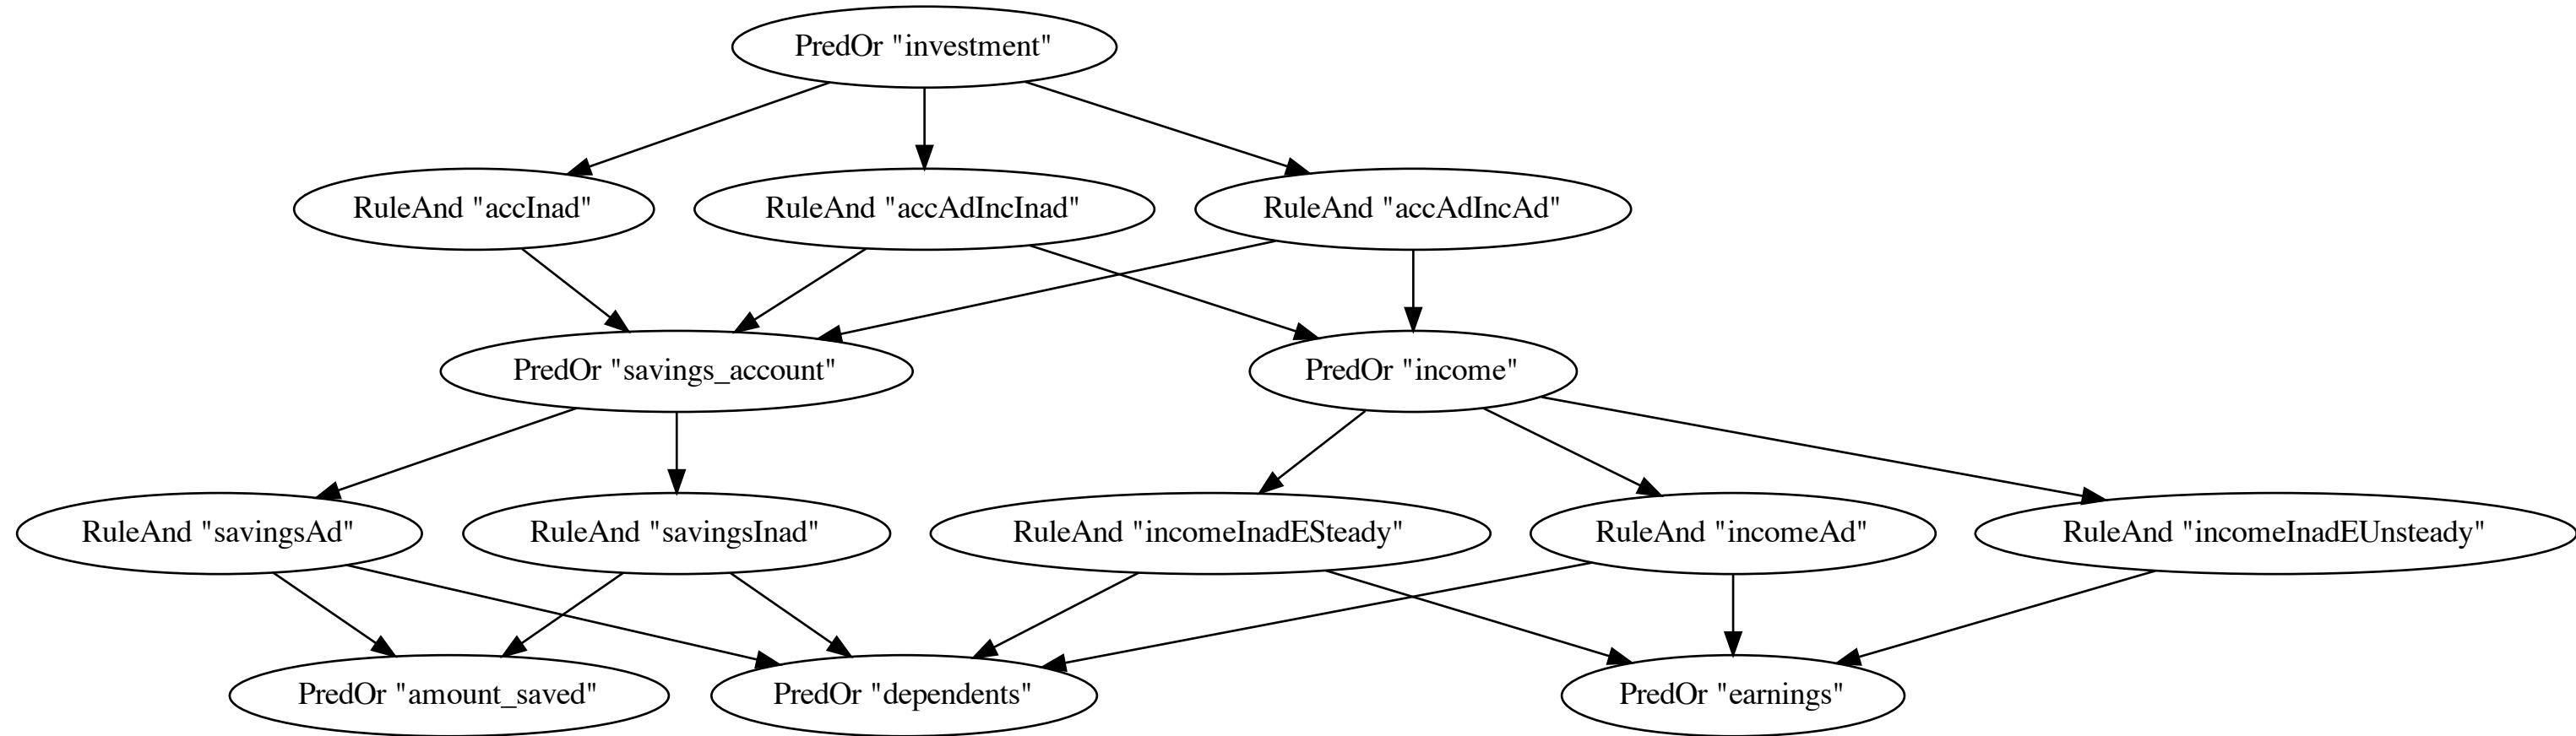 PredOr "investment"
RuleAnd "accInad"
RuleAnd "accAdIncInad"
RuleAnd "accAdIncAd"
PredOr "savings_account"
PredOr "income"
RuleAnd "savingsAd"
RuleAnd "savingsInad"
RuleAnd "incomeInadESteady"
RuleAnd "incomeAd"
RuleAnd "incomeInadEUnsteady"
PredOr "amount_saved"
PredOr "dependents"
PredOr "earnings"